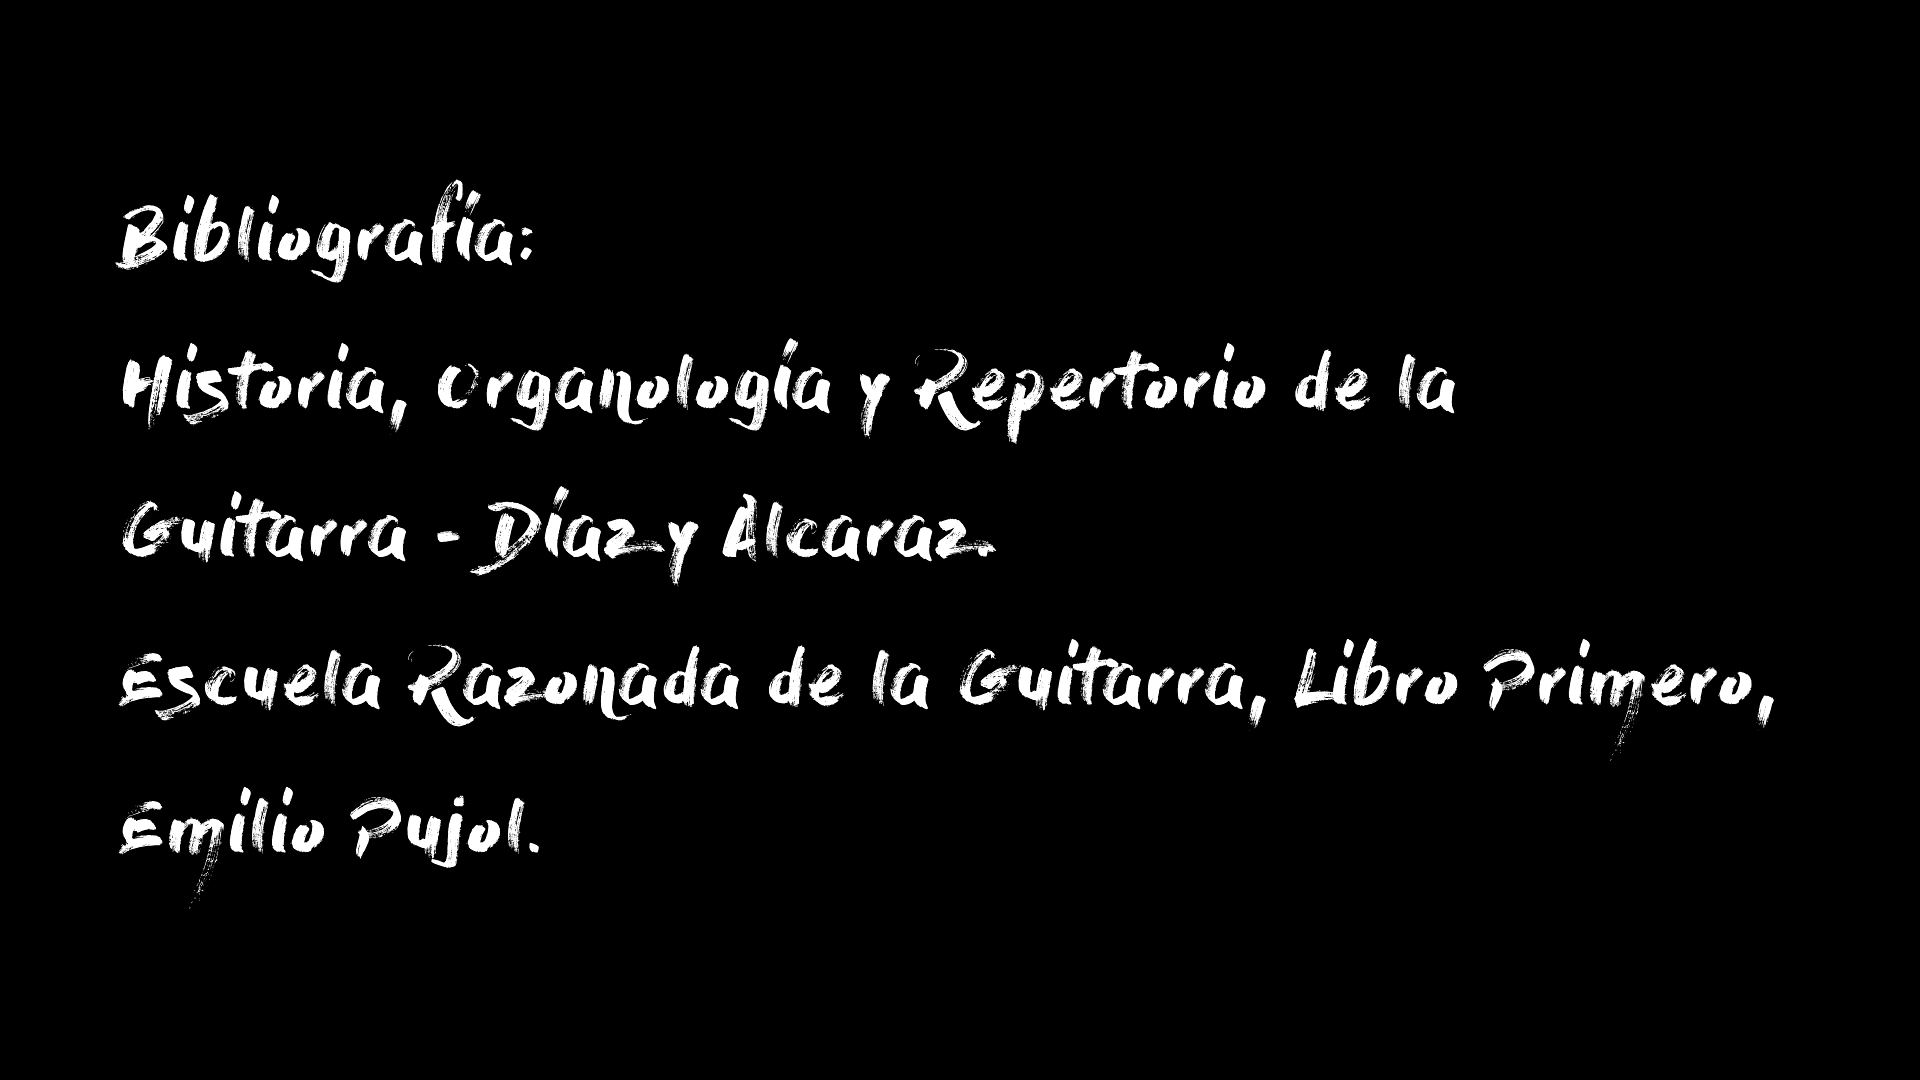 Bibliografía:
Historia, Organología y Repertorio de la
Guitarra - Díaz y Alcaraz.
Escuela Razonada de la Guitarra, Libro Primero,
Emilio Pujol.